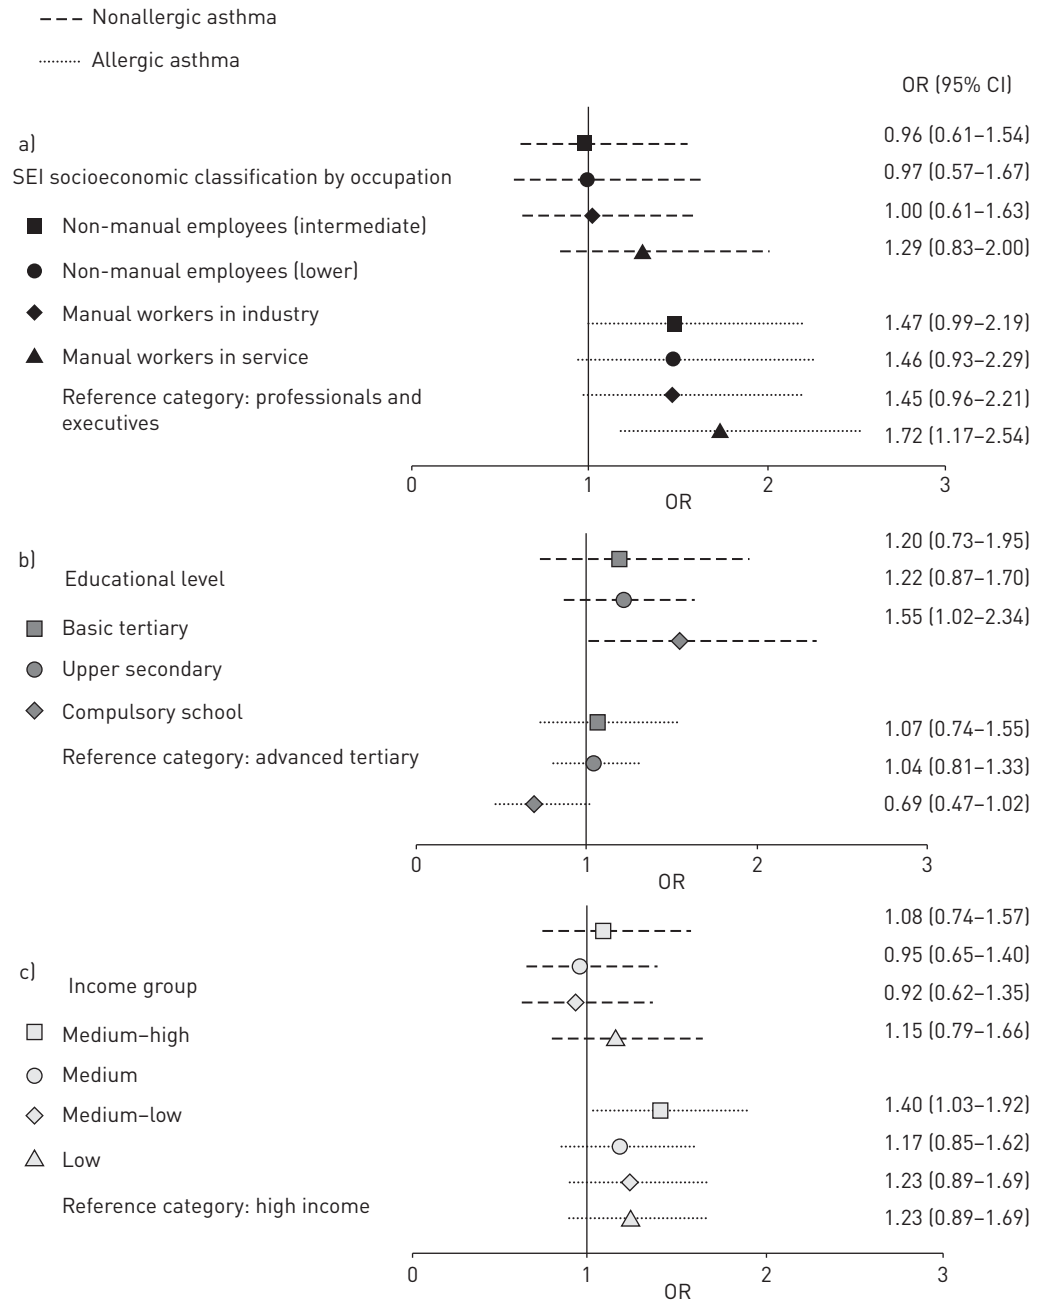 Nonallergic asthma
Allergic asthma
OR (95% CI)
a)
SEI socioeconomic classification by occupation
Non-manual employees (intermediate)
Non-manual employees (lower)
Manual workers in industry
Manual workers in service
Reference category: professionals and
executives
0.96 (0.61–1.54)
0.97 (0.57–1.67)
1.00 (0.61–1.63)
1.29 (0.83–2.00)
1.47 (0.99–2.19)
1.46 (0.93–2.29)
1.45 (0.96–2.21)
1.72 (1.17–2.54)
0 1 2 3
OR
b)
Educational level
Basic tertiary
Upper secondary
Compulsory school
Reference category: advanced tertiary
1.20 (0.73–1.95)
1.22 (0.87–1.70)
1.55 (1.02–2.34)
1.07 (0.74–1.55)
1.04 (0.81–1.33)
0.69 (0.47–1.02)
0 1 2 3
OR
c)
Income group
Medium–high
Medium
Medium–low
Low
Reference category: high income
1.08 (0.74–1.57)
0.95 (0.65–1.40)
0.92 (0.62–1.35)
1.15 (0.79–1.66)
1.40 (1.03–1.92)
1.17 (0.85–1.62)
1.23 (0.89–1.69)
1.23 (0.89–1.69)
0 1 2 3
OR